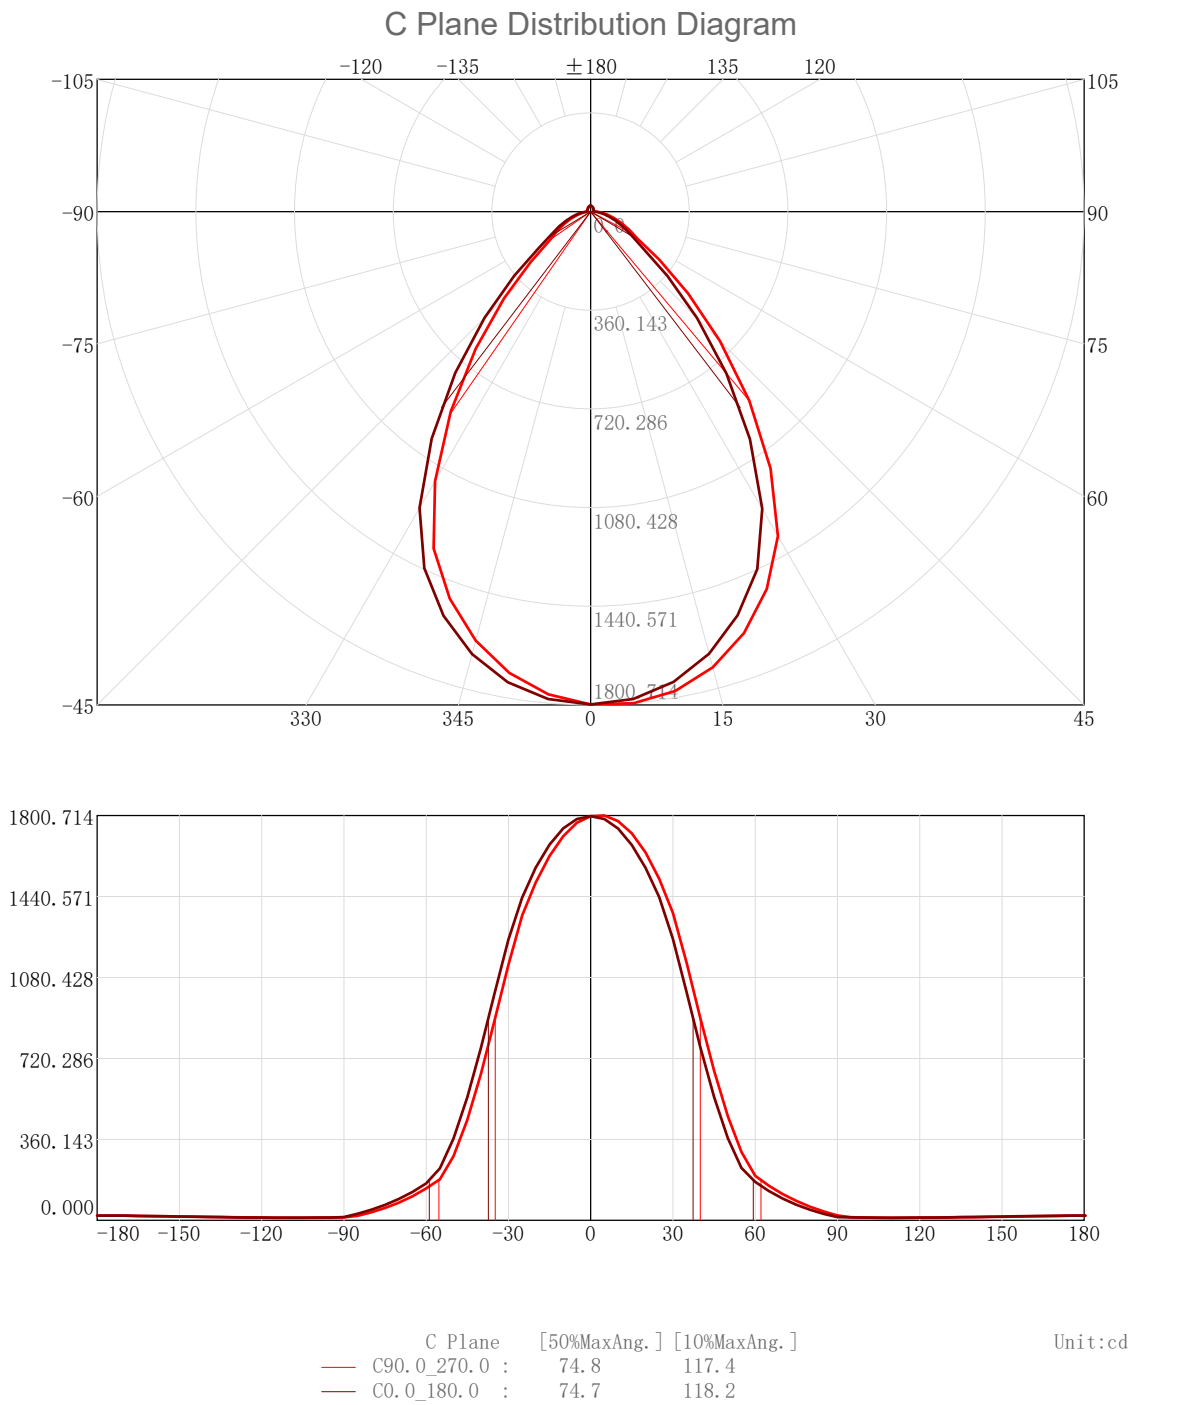 C Plane Distribution Diagram
-120 -135 ±180 135 120
-105 105
-90 90
0.0
360.143
-75 75
720.286
-60 60
1080.428
1440.571
1800.714
-45
330 345 0 15 30 45
1800.714
1440.571
1080.428
720.286
360.143
0.000
-180 -150 -120 -90 -60 -30 0 30 60 90 120 150 180
C Plane [50%MaxAng.] [10%MaxAng.] Unit:cd
C90.0_270.0 : 74.8 117.4
C0.0_180.0 : 74.7 118.2